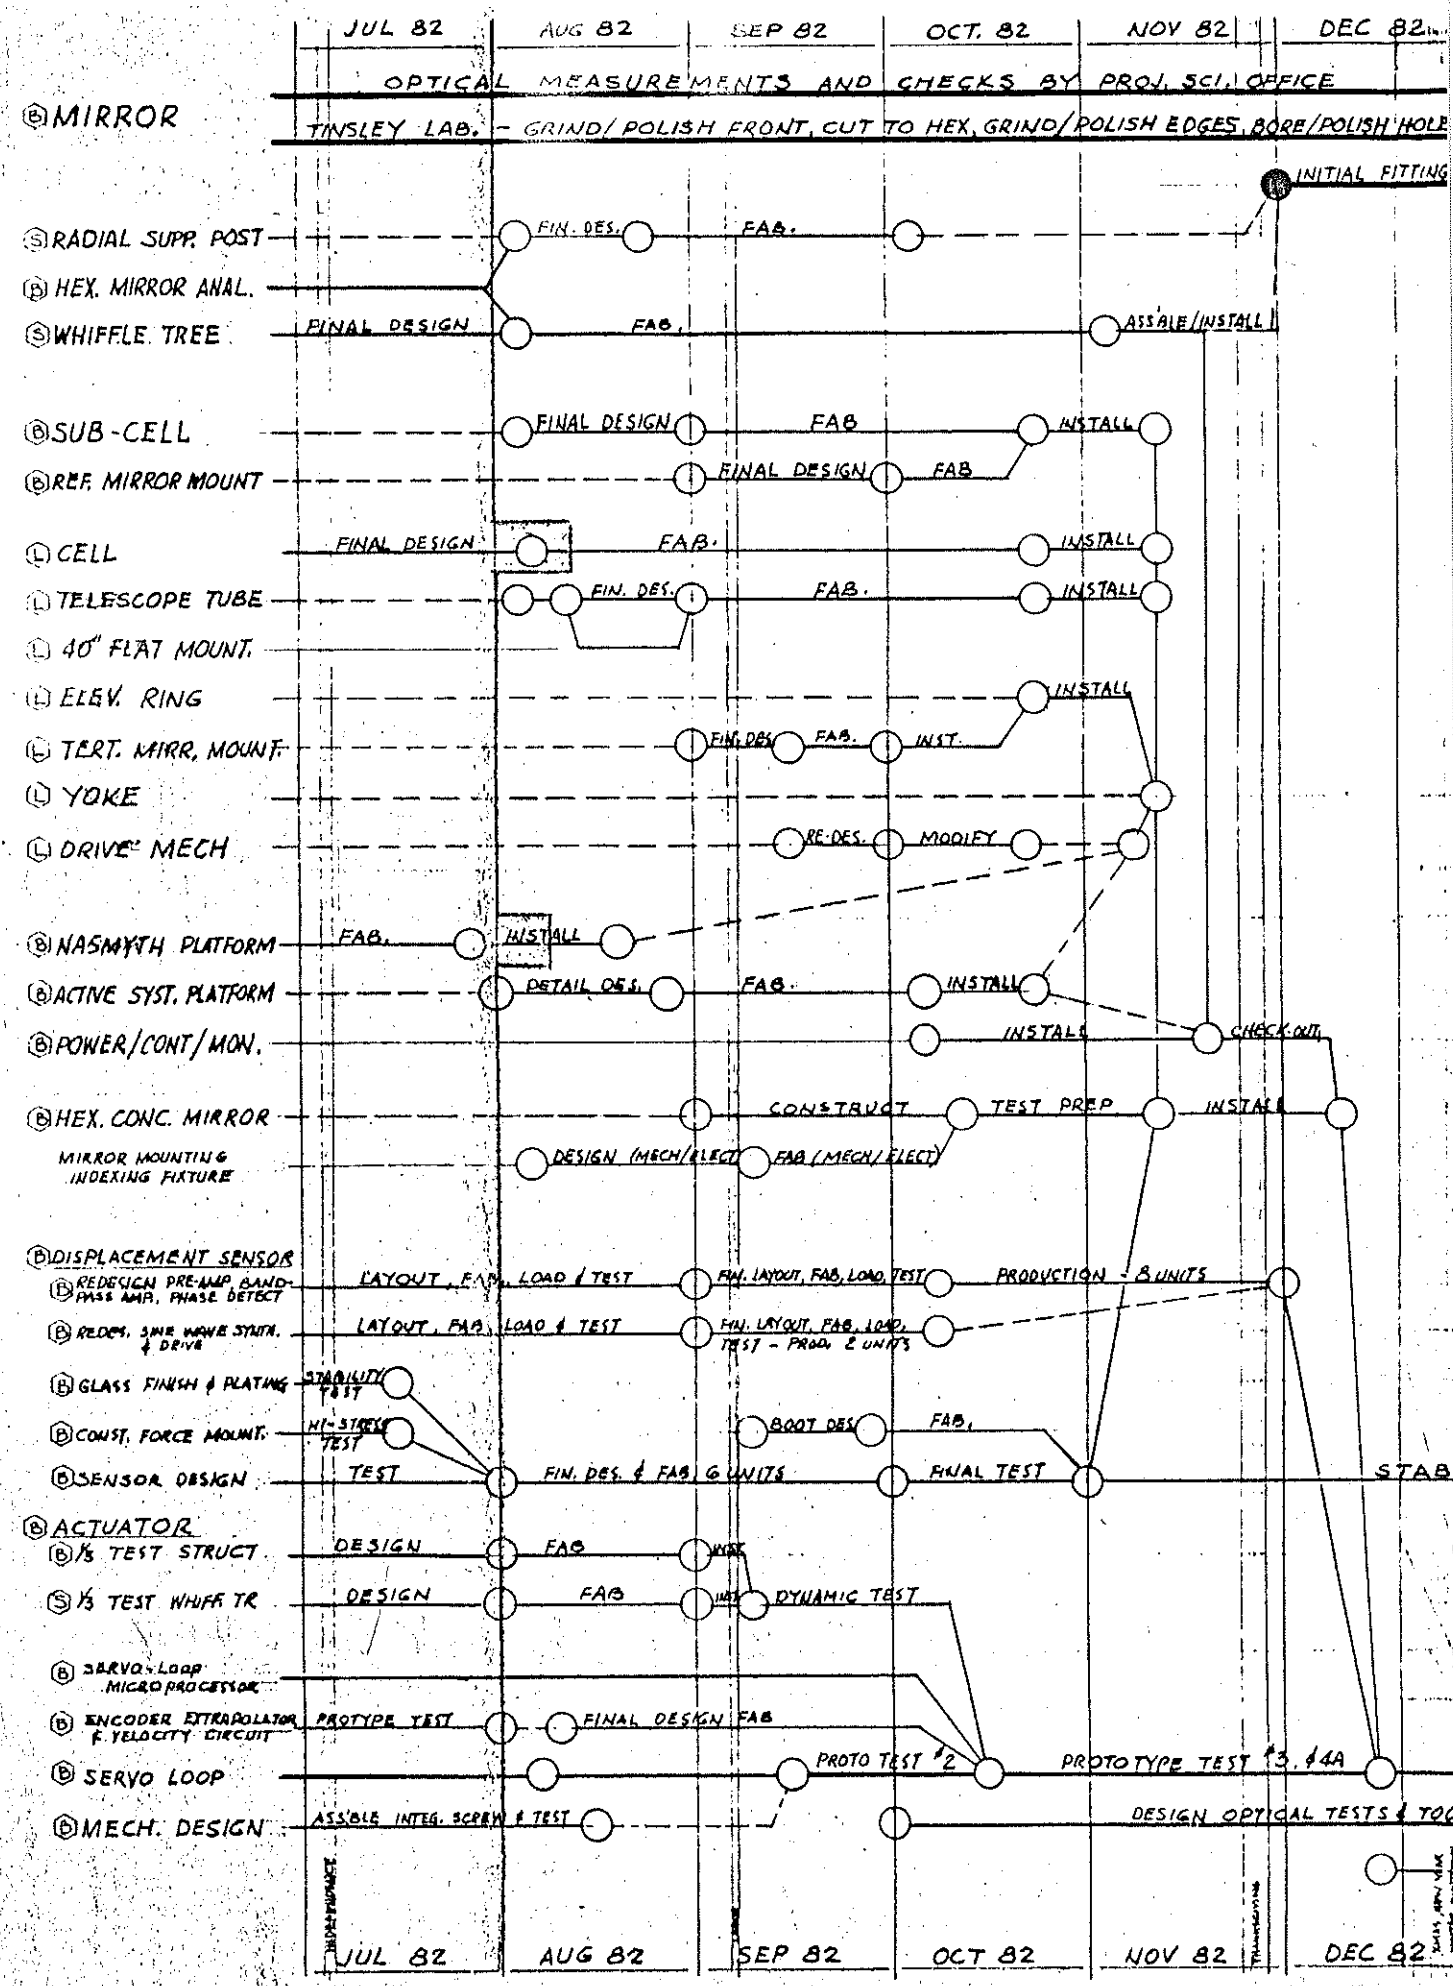 JUL 82 AUG 82 SEP 82 OCT. 82 NOV 82 DEC 82
OPTICAL MEASUREMENTS AND CHECKS BY PROJ. SCI. OFFICE
B MIRROR
TINSLEY LAB. - GRIND/POLISH FRONT, CUT TO HEX, GRIND/POLISH EDGES, BORE/POLISH HOLE
INITIAL FITTING
S RADIAL SUPP. POST FIN. DES. FAB.
B HEX. MIRROR ANAL.
S WHIFFLE TREE FINAL DESIGN FAB. ASS'BLE/INSTALL
B SUB-CELL FINAL DESIGN FAB INSTALL
B REF. MIRROR MOUNT FINAL DESIGN FAB
L CELL FINAL DESIGN FAB. INSTALL
L TELESCOPE TUBE FIN. DES. FAB. INSTALL
L 40" FLAT MOUNT.
L ELEV. RING INSTALL
L TERT. MIRR. MOUNT. FIN. DES. FAB. INST.
L YOKE
L DRIVE MECH RE-DES. MODIFY
B NASMYTH PLATFORM FAB. INSTALL
B ACTIVE SYST. PLATFORM DETAIL DES. FAB. INSTALL
B POWER/CONT/MON. INSTALL CHECK-OUT
B HEX. CONC. MIRROR CONSTRUCT TEST PREP INSTALL
MIRROR MOUNTING
INDEXING FIXTURE
DESIGN (MECH/ELECT) FAB (MECH/ELECT)
B DISPLACEMENT SENSOR
B REDESIGN PRE-AMP, BAND-
PASS AMP, PHASE DETECT
LAYOUT, FAB, LOAD & TEST FIN. LAYOUT, FAB, LOAD, TEST PRODUCTION - 8 UNITS
B REDES. SINE WAVE SYNTH.
& DRIVE
LAYOUT, FAB, LOAD & TEST FIN. LAYOUT, FAB, LOAD,
TEST - PROD. 2 UNITS
B GLASS FINISH & PLATING STABILITY
TEST
B CONST. FORCE MOUNT. HI-STRESS
TEST
BOOT DES. FAB.
B SENSOR DESIGN TEST FIN. DES. & FAB 6 UNITS FINAL TEST STAB
B ACTUATOR
B 1/3 TEST STRUCT. DESIGN FAB INST.
S 1/3 TEST WHIFF TR DESIGN FAB INST DYNAMIC TEST
B SERVO-LOOP
MICROPROCESSOR
B ENCODER EXTRAPOLATOR
& VELOCITY CIRCUIT
PROTYPE TEST FINAL DESIGN FAB
B SERVO LOOP PROTO TEST #2 PROTOTYPE TEST #3, #4A
B MECH. DESIGN ASS'BLE INTEG. SCREW & TEST DESIGN OPTICAL TESTS & TOO
INDEPENDENCE
THANKSGIVING
XMAS, NEW YEAR
JUL 82 AUG 82 SEP 82 OCT 82 NOV 82 DEC 82